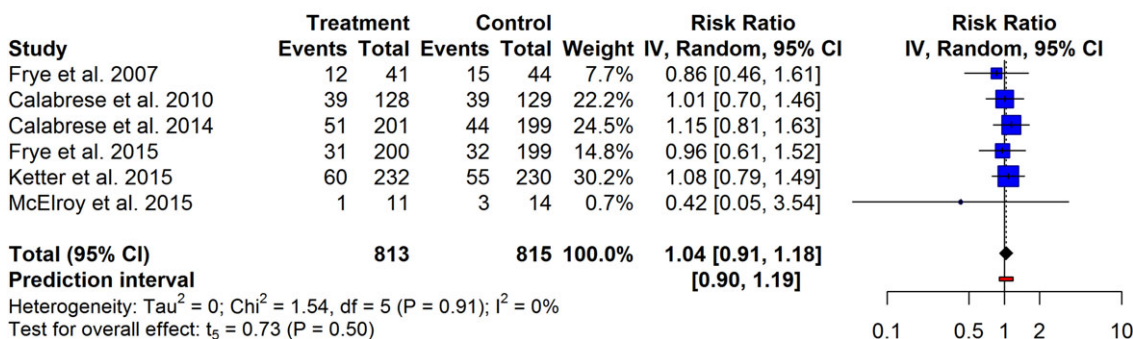 Treatment Control Risk Ratio Risk Ratio
Study Events Total Events Total Weight IV, Random, 95% CI IV, Random, 95% CI
Frye et al. 2007 12 41 15 44 7.7% 0.86 [0.46, 1.61]
Calabrese et al. 2010 39 128 39 129 22.2% 1.01 [0.70, 1.46]
Calabrese et al. 2014 51 201 44 199 24.5% 1.15 [0.81, 1.63]
Frye et al. 2015 31 200 32 199 14.8% 0.96 [0.61, 1.52]
Ketter et al. 2015 60 232 55 230 30.2% 1.08 [0.79, 1.49]
McElroy et al. 2015 1 11 3 14 0.7% 0.42 [0.05, 3.54]
Total (95% CI) 813 815 100.0% 1.04 [0.91, 1.18]
Prediction interval [0.90, 1.19]
Heterogeneity: Tau² = 0; Chi² = 1.54, df = 5 (P = 0.91); I² = 0%
Test for overall effect: t₅ = 0.73 (P = 0.50)
0.1 0.5 1 2 10